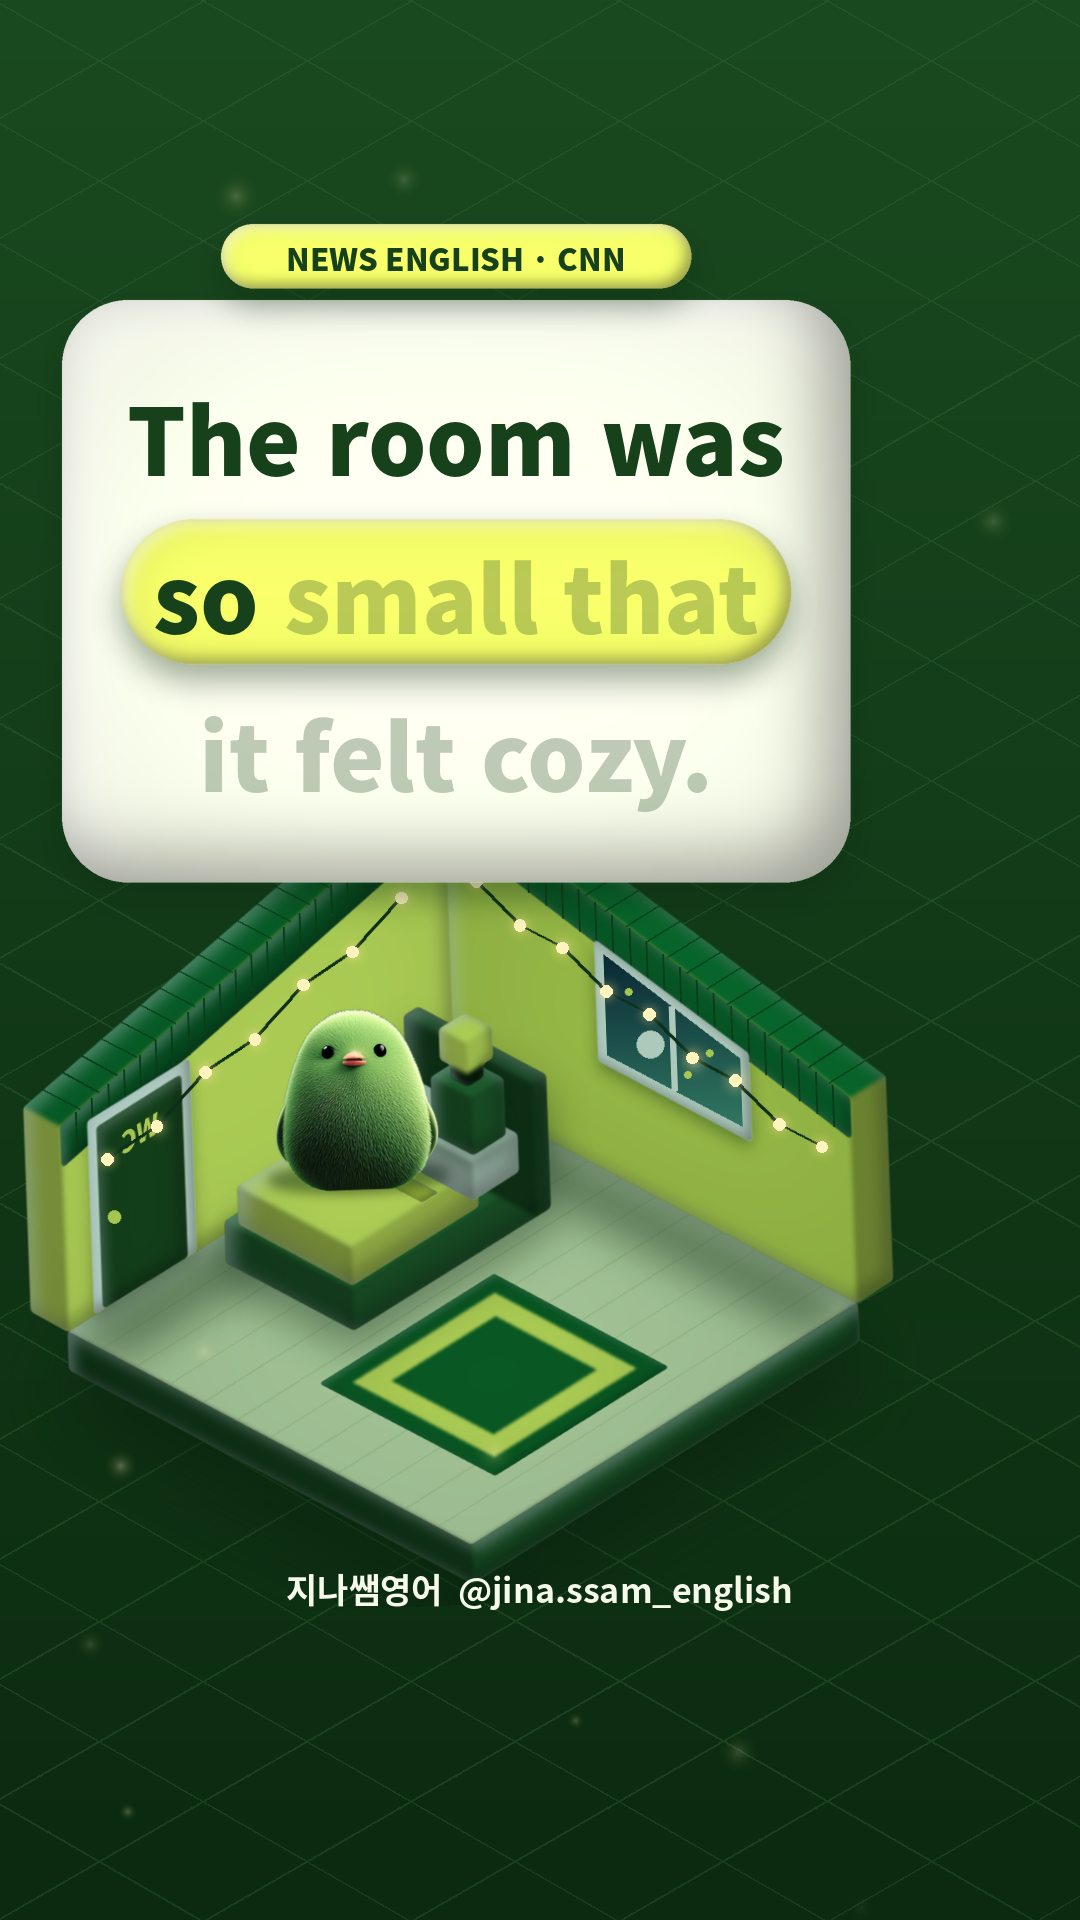 NEWS ENGLISH · CNN
The room was
so small that
it felt cozy.
지나쌤영어 @jina.ssam_english